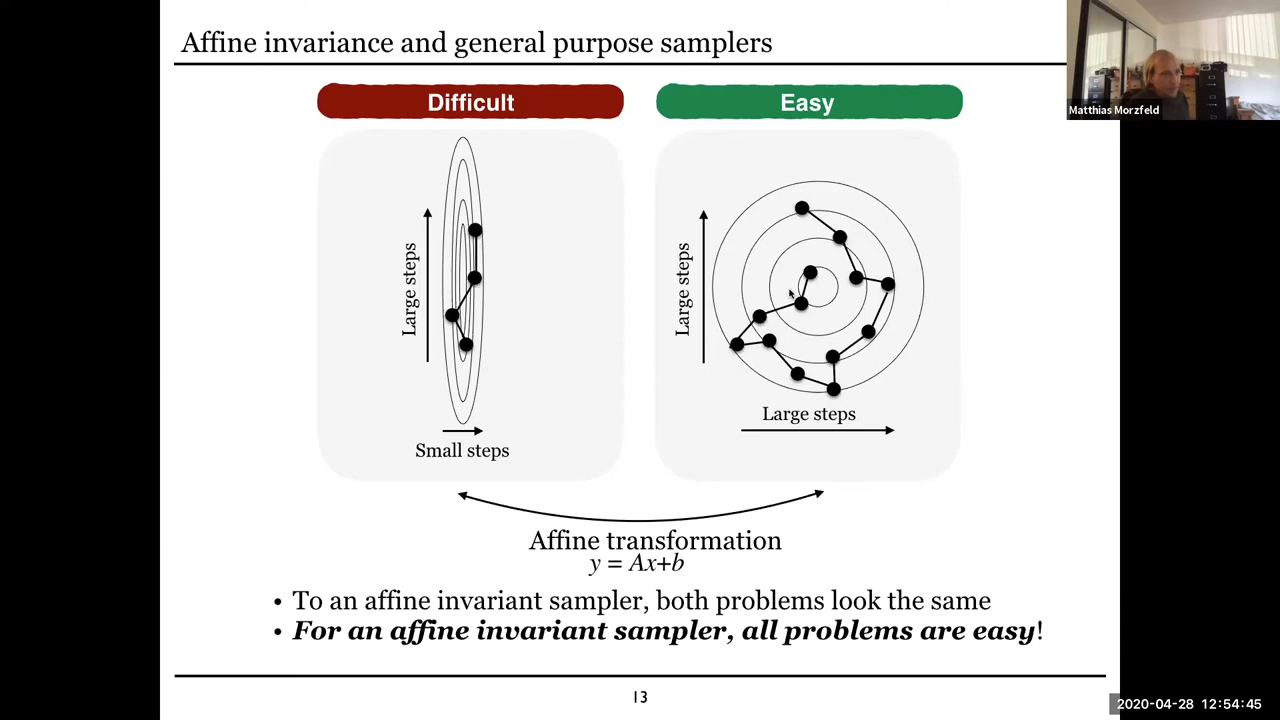 Affine invariance and general purpose samplers
Matthias Morzfeld
Difficult
Easy
Large steps
Small steps
Large steps
Large steps
Affine transformation
y = Ax+b
• To an affine invariant sampler, both problems look the same
• For an affine invariant sampler, all problems are easy!
13
2020-04-28 12:54:45